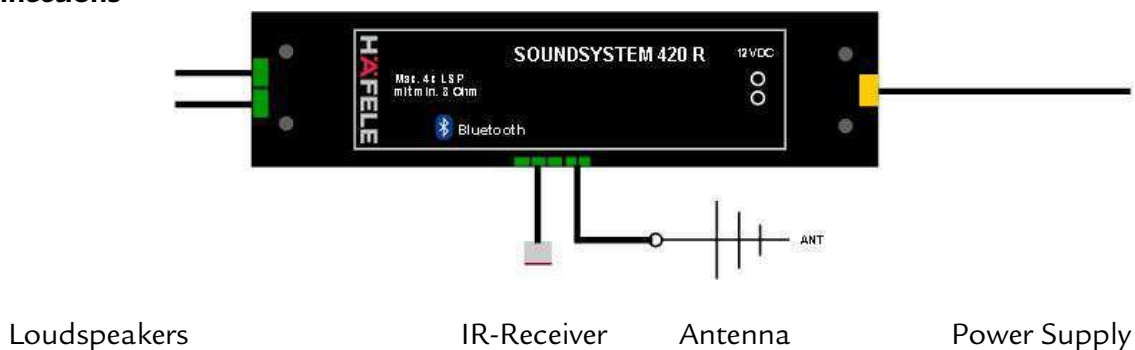 HÄFELE
SOUNDSYSTEM 420 R
12VDC
Max. 4x LSP
mit min. 8 Ohm
Bluetooth
ANT
Loudspeakers IR-Receiver Antenna Power Supply